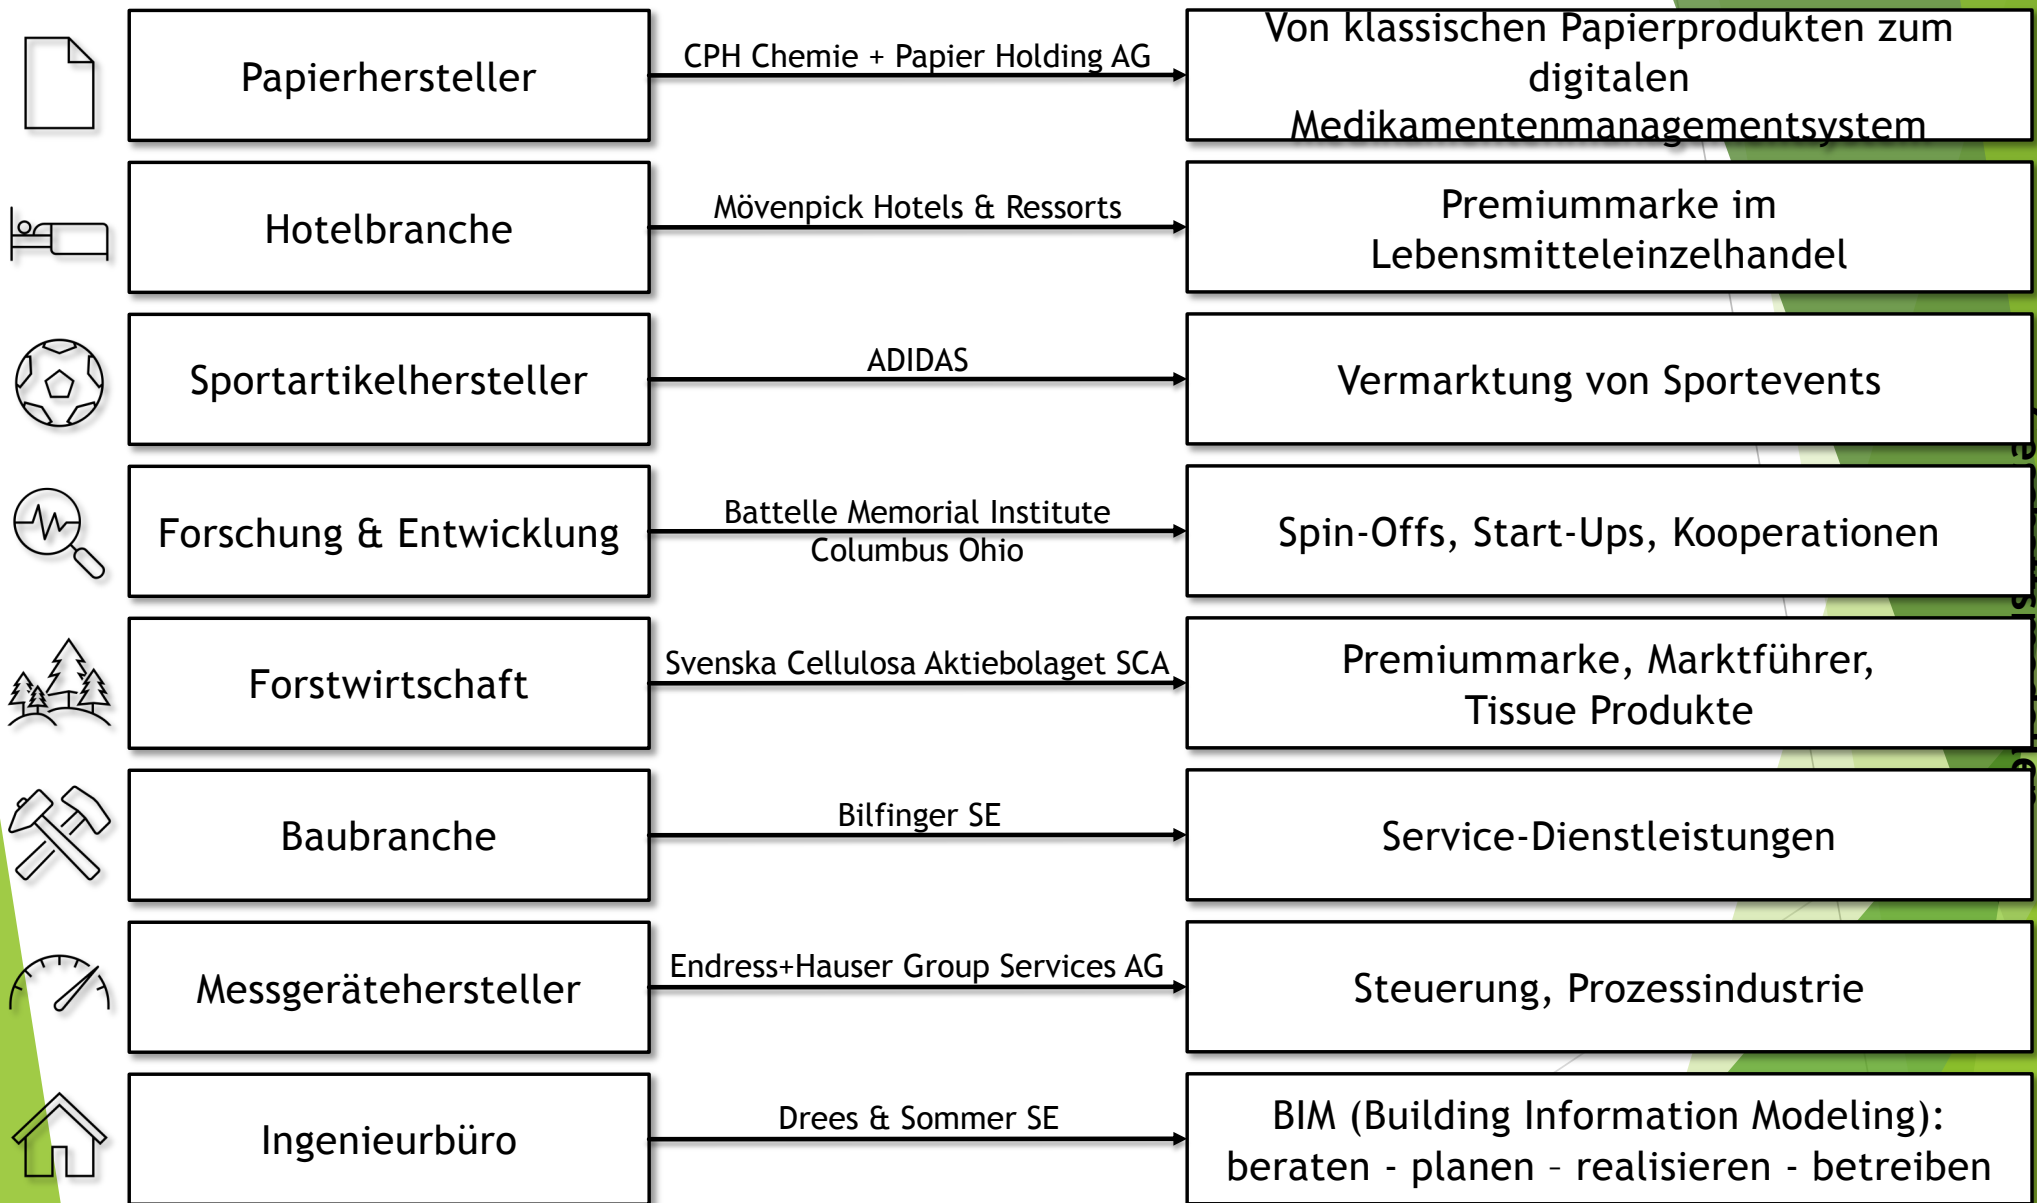 Papierhersteller
CPH Chemie + Papier Holding AG
Von klassischen Papierprodukten zum
digitalen
Medikamentenmanagementsystem
Hotelbranche
Mövenpick Hotels & Ressorts
Premiummarke im
Lebensmitteleinzelhandel
Sportartikelhersteller
ADIDAS
Vermarktung von Sportevents
Forschung & Entwicklung
Battelle Memorial Institute
Columbus Ohio
Spin-Offs, Start-Ups, Kooperationen
Forstwirtschaft
Svenska Cellulosa Aktiebolaget SCA
Premiummarke, Marktführer,
Tissue Produkte
Baubranche
Bilfinger SE
Service-Dienstleistungen
Messgerätehersteller
Endress+Hauser Group Services AG
Steuerung, Prozessindustrie
Ingenieurbüro
Drees & Sommer SE
BIM (Building Information Modeling):
beraten - planen – realisieren - betreiben